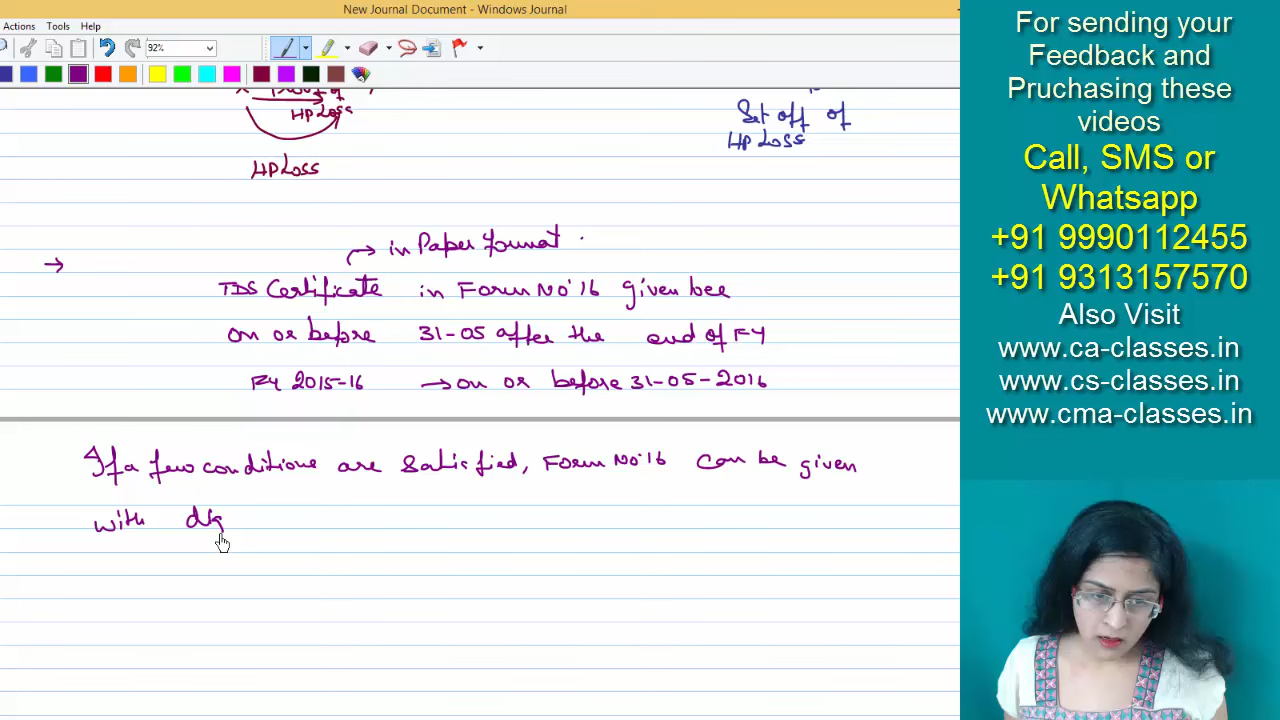 New Journal Document - Windows Journal
Actions Tools Help
92%
HP Loss
HP Loss
Set off of
HP Loss
→ in Paper format
→ TDS Certificate in Form No. 16 given bee
on or before 31-05 after the end of FY
FY 2015-16 → on or before 31-05-2016
If a few conditions are Satisfied, Form No. 16 can be given
with dig
For sending your
Feedback and
Pruchasing these
videos
Call, SMS or
Whatsapp
+91 9990112455
+91 9313157570
Also Visit
www.ca-classes.in
www.cs-classes.in
www.cma-classes.in